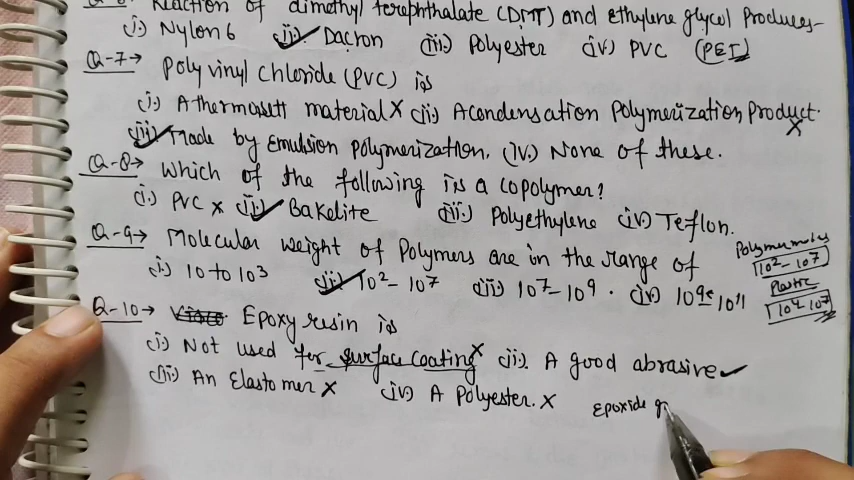 Reaction of dimethyl terephthalate (DMT) and ethylene glycol Produces-
i.) Nylon 6 ii.) Dacron iii.) Polyester iv.) PVC (PET)
Q-7→ Polyvinyl chloride (PVC) is
i.) A thermosett material X ii.) A condensation Polymerization Product. X
iii.) Made by Emulsion polymerization. iv.) None of these.
Q-8→ Which of the following is a copolymer?
i.) PVC X ii.) Bakelite iii.) Polyethylene iv.) Teflon.
Q-9→ Molecular weight of Polymers are in the range of
i.) 10 to 10³ ii.) 10² - 10⁷ iii.) 10⁷ - 10⁹. iv.) 10⁹ - 10¹¹
10² - 10⁷
Plastic
10⁴ - 10⁷
Q-10→ Epoxy resin is
i.) Not used for surface coating X ii.) A good abrasive
iii.) An Elastomer X iv.) A Polyester. X
Epoxide